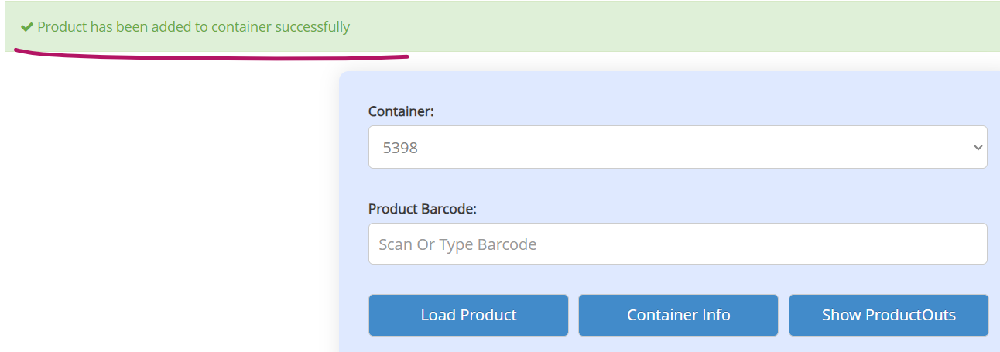 Product has been added to container successfully
Container:
5398
Product Barcode:
Scan Or Type Barcode
Load Product
Container Info
Show ProductOuts